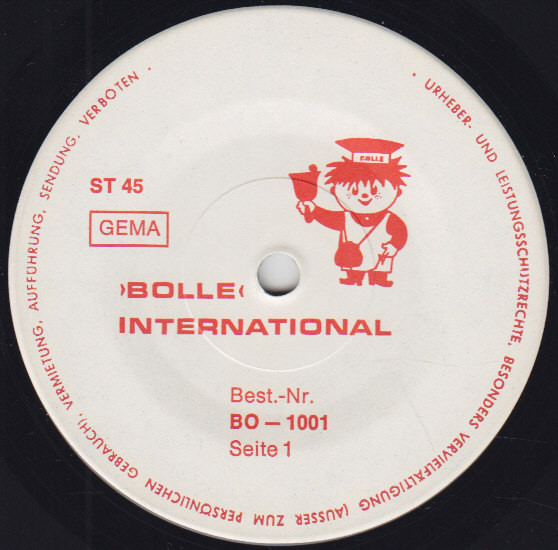 · URHEBER- UND LEISTUNGSSCHUTZRECHTE, BESONDERS VERVIELFÄLTIGUNG (AUSSER ZUM PERSÖNLICHEN GEBRAUCH), VERMIETUNG, AUFFÜHRUNG, SENDUNG, VERBOTEN ·
BOLLE
ST 45
GEMA
›BOLLE‹
INTERNATIONAL
Best.-Nr.
BO – 1001
Seite 1